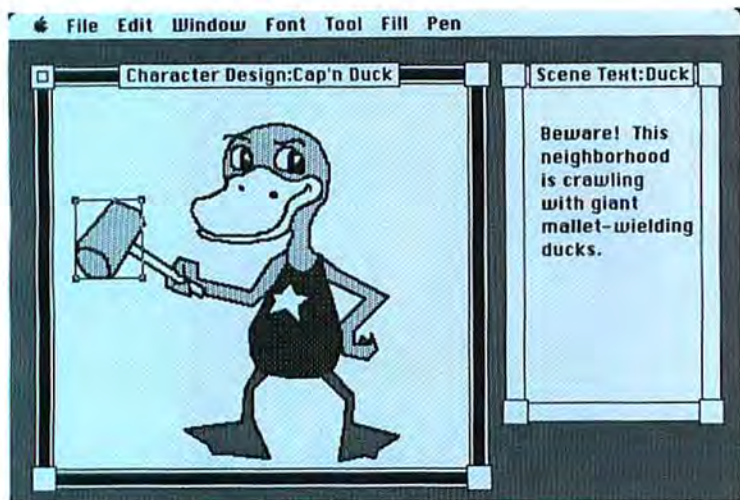 File Edit Window Font Tool Fill Pen
Character Design:Cap'n Duck
Scene Text:Duck
Beware! This
neighborhood
is crawling
with giant
mallet-wielding
ducks.